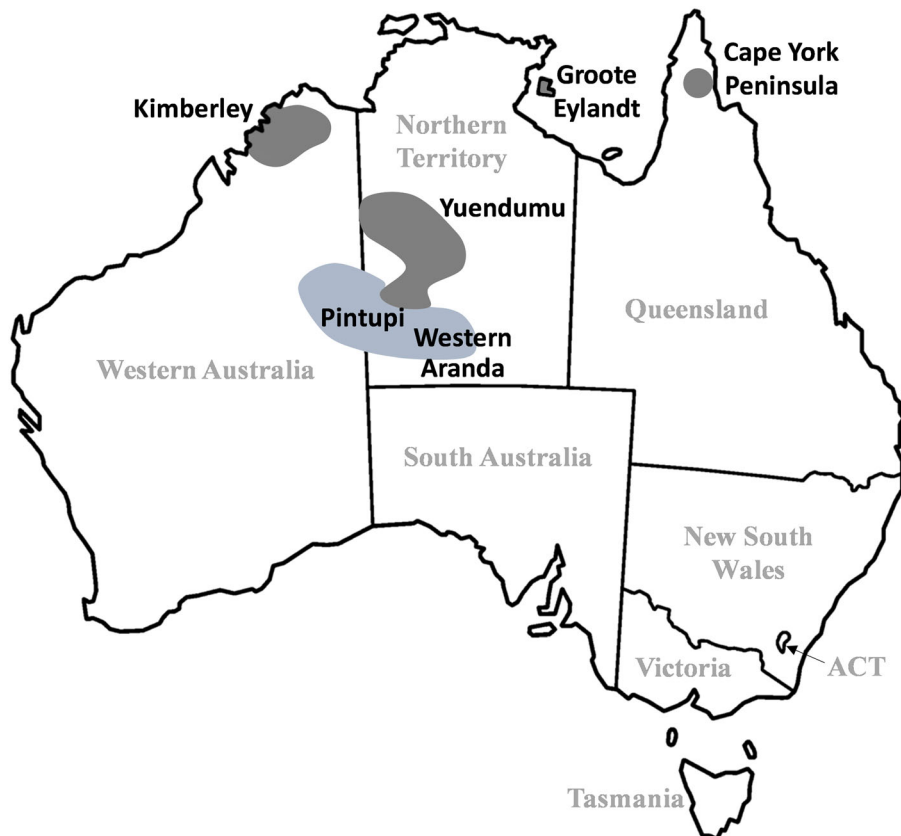 Cape York
Peninsula
Groote
Eylandt
Kimberley
Northern
Territory
Yuendumu
Pintupi
Western
Aranda
Queensland
Western Australia
South Australia
New South
Wales
Victoria
ACT
Tasmania